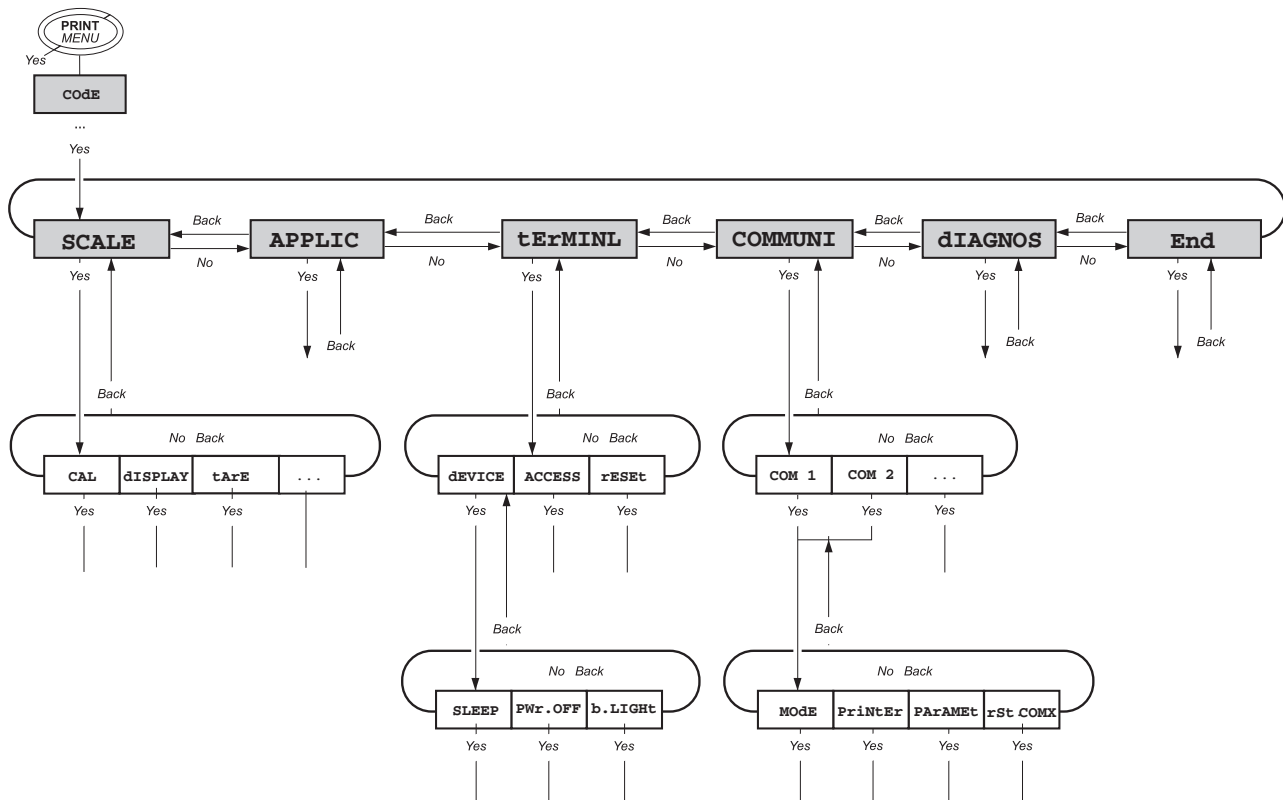 PRINT
MENU
Yes
COdE
...
Yes
Back Back Back Back Back
SCALE APPLIC tErMINL COMMUNI dIAGNOS End
No No No No No
Yes Yes Yes Yes Yes Yes
Back Back Back
Back Back Back
No Back No Back No Back
CAL dISPLAY tArE ... dEVICE ACCESS rESEt COM 1 COM 2 ...
Yes Yes Yes Yes Yes Yes Yes Yes Yes
Back Back
No Back No Back
SLEEP PWr.OFF b.LIGHt MOdE PriNtEr PArAMEt rSt.COMX
Yes Yes Yes Yes Yes Yes Yes